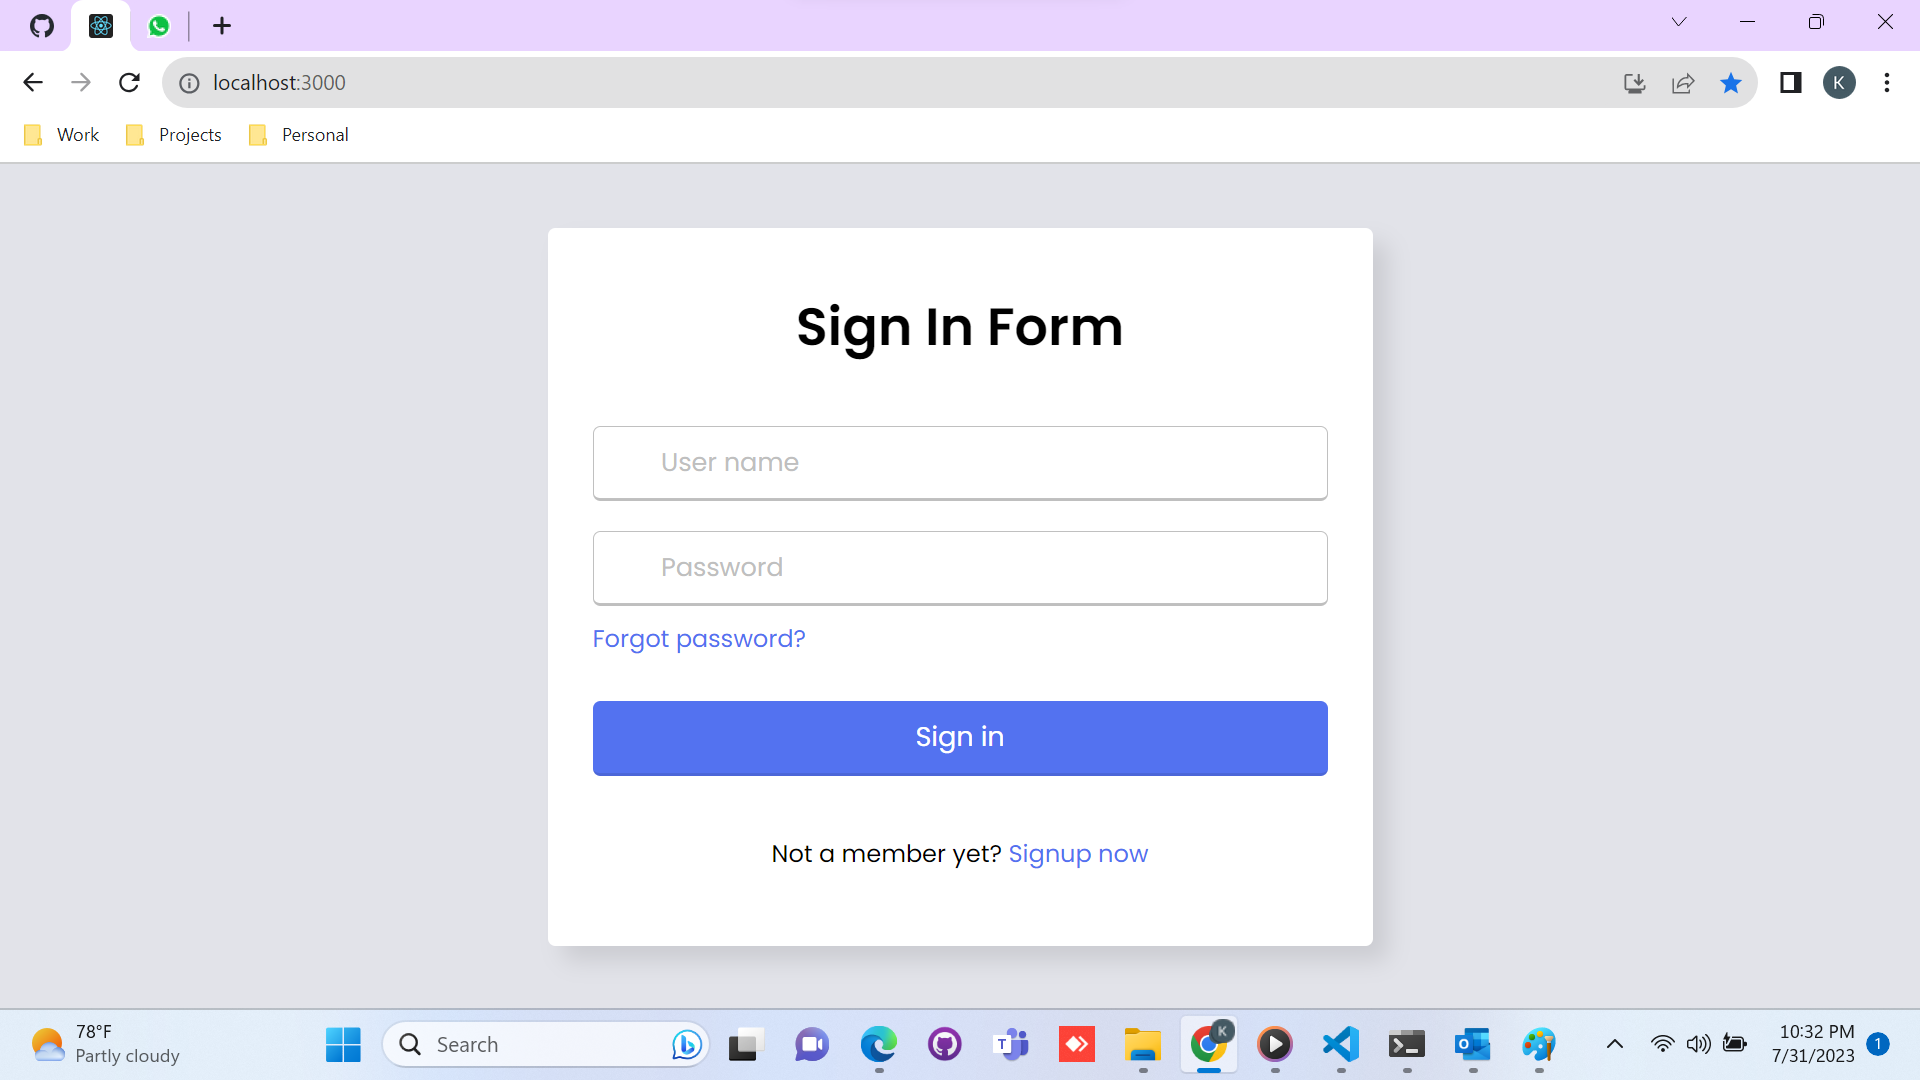 localhost:3000
K
Work
Projects
Personal
Sign In Form
User name
Password
Forgot password?
Sign in
Not a member yet? Signup now
78°F
Partly cloudy
Search
T
K
O
10:32 PM
7/31/2023
1